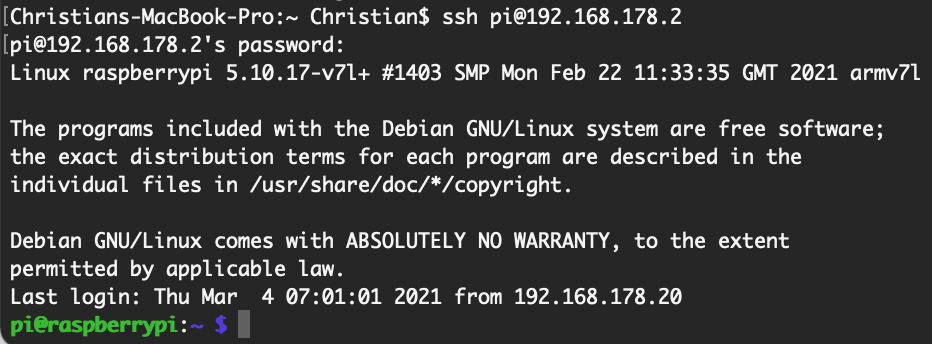 [Christians-MacBook-Pro:~ Christian$ ssh pi@192.168.178.2
[pi@192.168.178.2's password:
Linux raspberrypi 5.10.17-v7l+ #1403 SMP Mon Feb 22 11:33:35 GMT 2021 armv7l
The programs included with the Debian GNU/Linux system are free software;
the exact distribution terms for each program are described in the
individual files in /usr/share/doc/*/copyright.
Debian GNU/Linux comes with ABSOLUTELY NO WARRANTY, to the extent
permitted by applicable law.
Last login: Thu Mar  4 07:01:01 2021 from 192.168.178.20
pi@raspberrypi:~ $